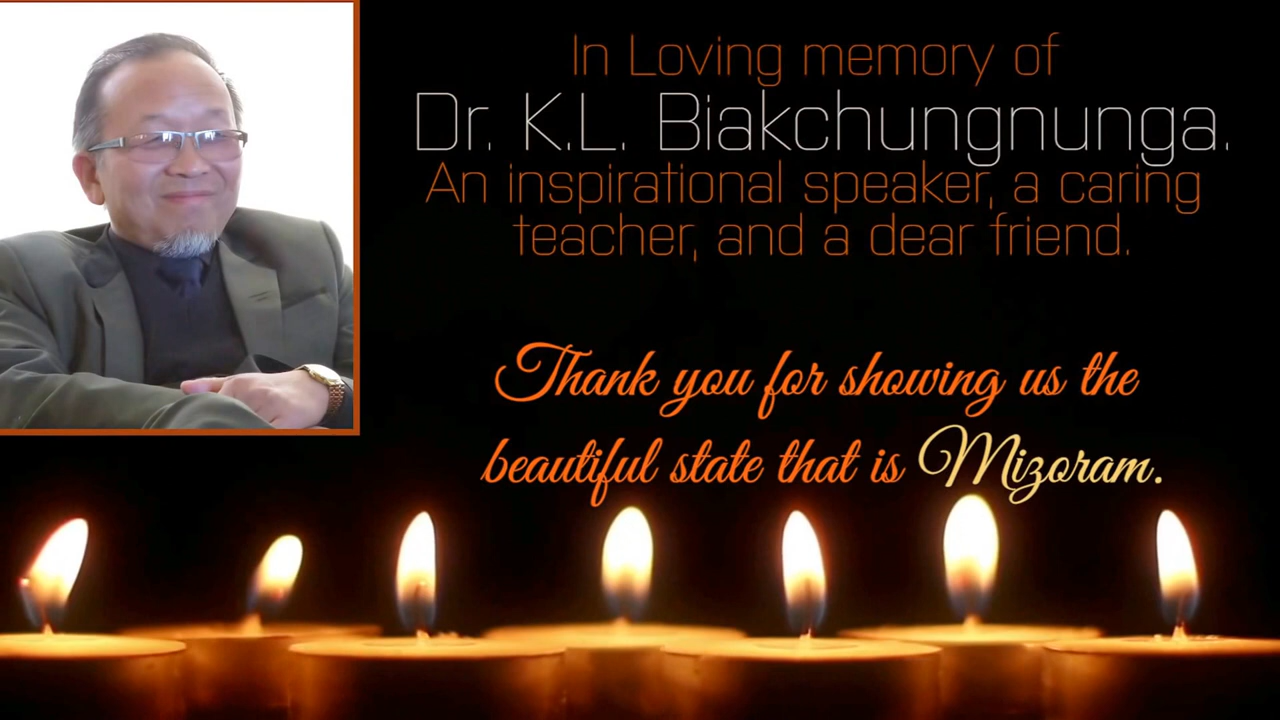 In Loving memory of
Dr. K.L. Biakchungnunga.
An inspirational speaker, a caring
teacher, and a dear friend.
Thank you for showing us the
beautiful state that is Mizoram.